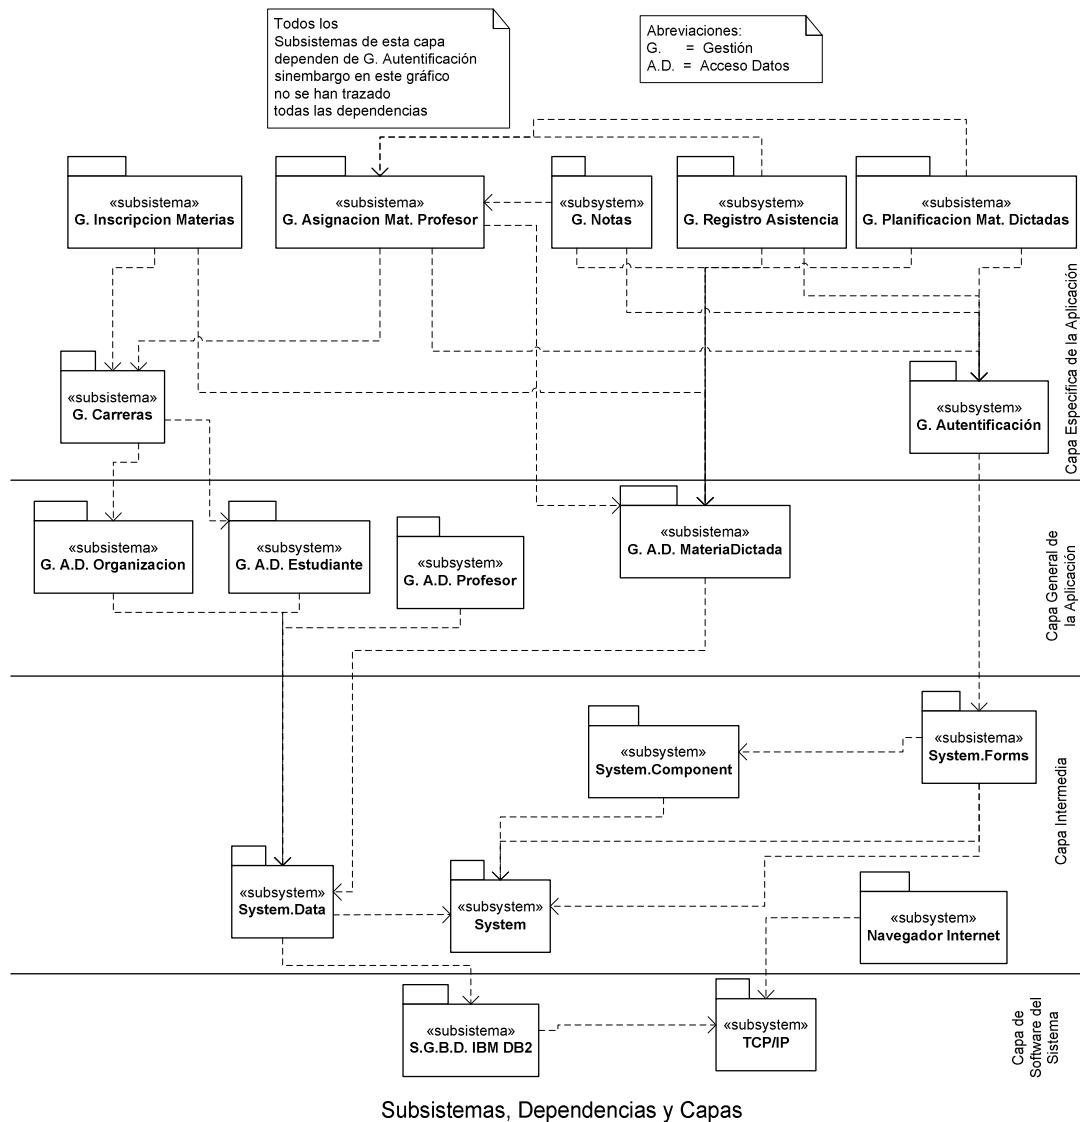 Todos los
Subsistemas de esta capa
dependen de G. Autentificación
sinembargo en este gráfico
no se han trazado
todas las dependencias
Abreviaciones:
G. = Gestión
A.D. = Acceso Datos
«subsistema»
G. Inscripcion Materias
«subsistema»
G. Asignacion Mat. Profesor
«subsystem»
G. Notas
«subsystem»
G. Registro Asistencia
«subsistema»
G. Planificacion Mat. Dictadas
Capa Especifica de la Aplicación
«subsistema»
G. Carreras
«subsystem»
G. Autentificación
«subsistema»
G. A.D. Organizacion
«subsystem»
G. A.D. Estudiante
«subsystem»
G. A.D. Profesor
«subsistema»
G. A.D. MateriaDictada
Capa General de
la Aplicación
«subsystem»
System.Component
«subsistema»
System.Forms
Capa Intermedia
«subsystem»
System.Data
«subsystem»
System
«subsystem»
Navegador Internet
«subsistema»
S.G.B.D. IBM DB2
«subsystem»
TCP/IP
Capa de
Software del
Sistema
Subsistemas, Dependencias y Capas